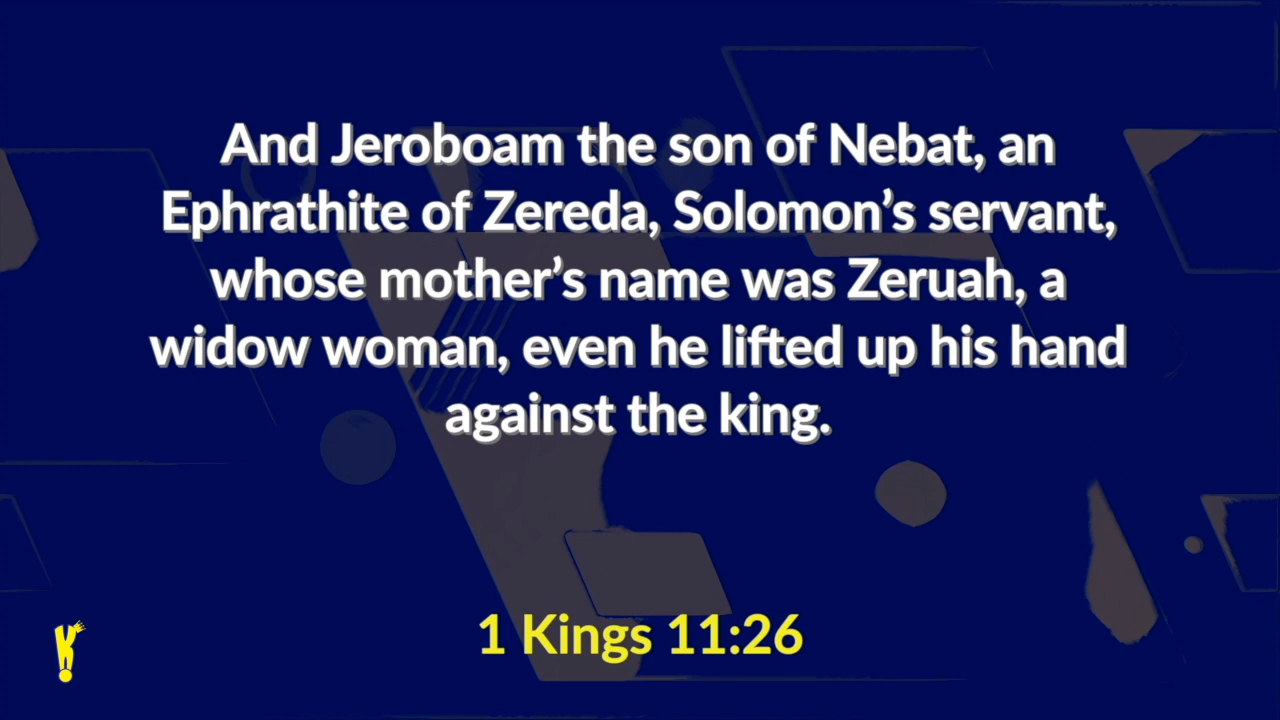 And Jeroboam the son of Nebat, an
Ephrathite of Zereda, Solomon’s servant,
whose mother’s name was Zeruah, a
widow woman, even he lifted up his hand
against the king.
1 Kings 11:26